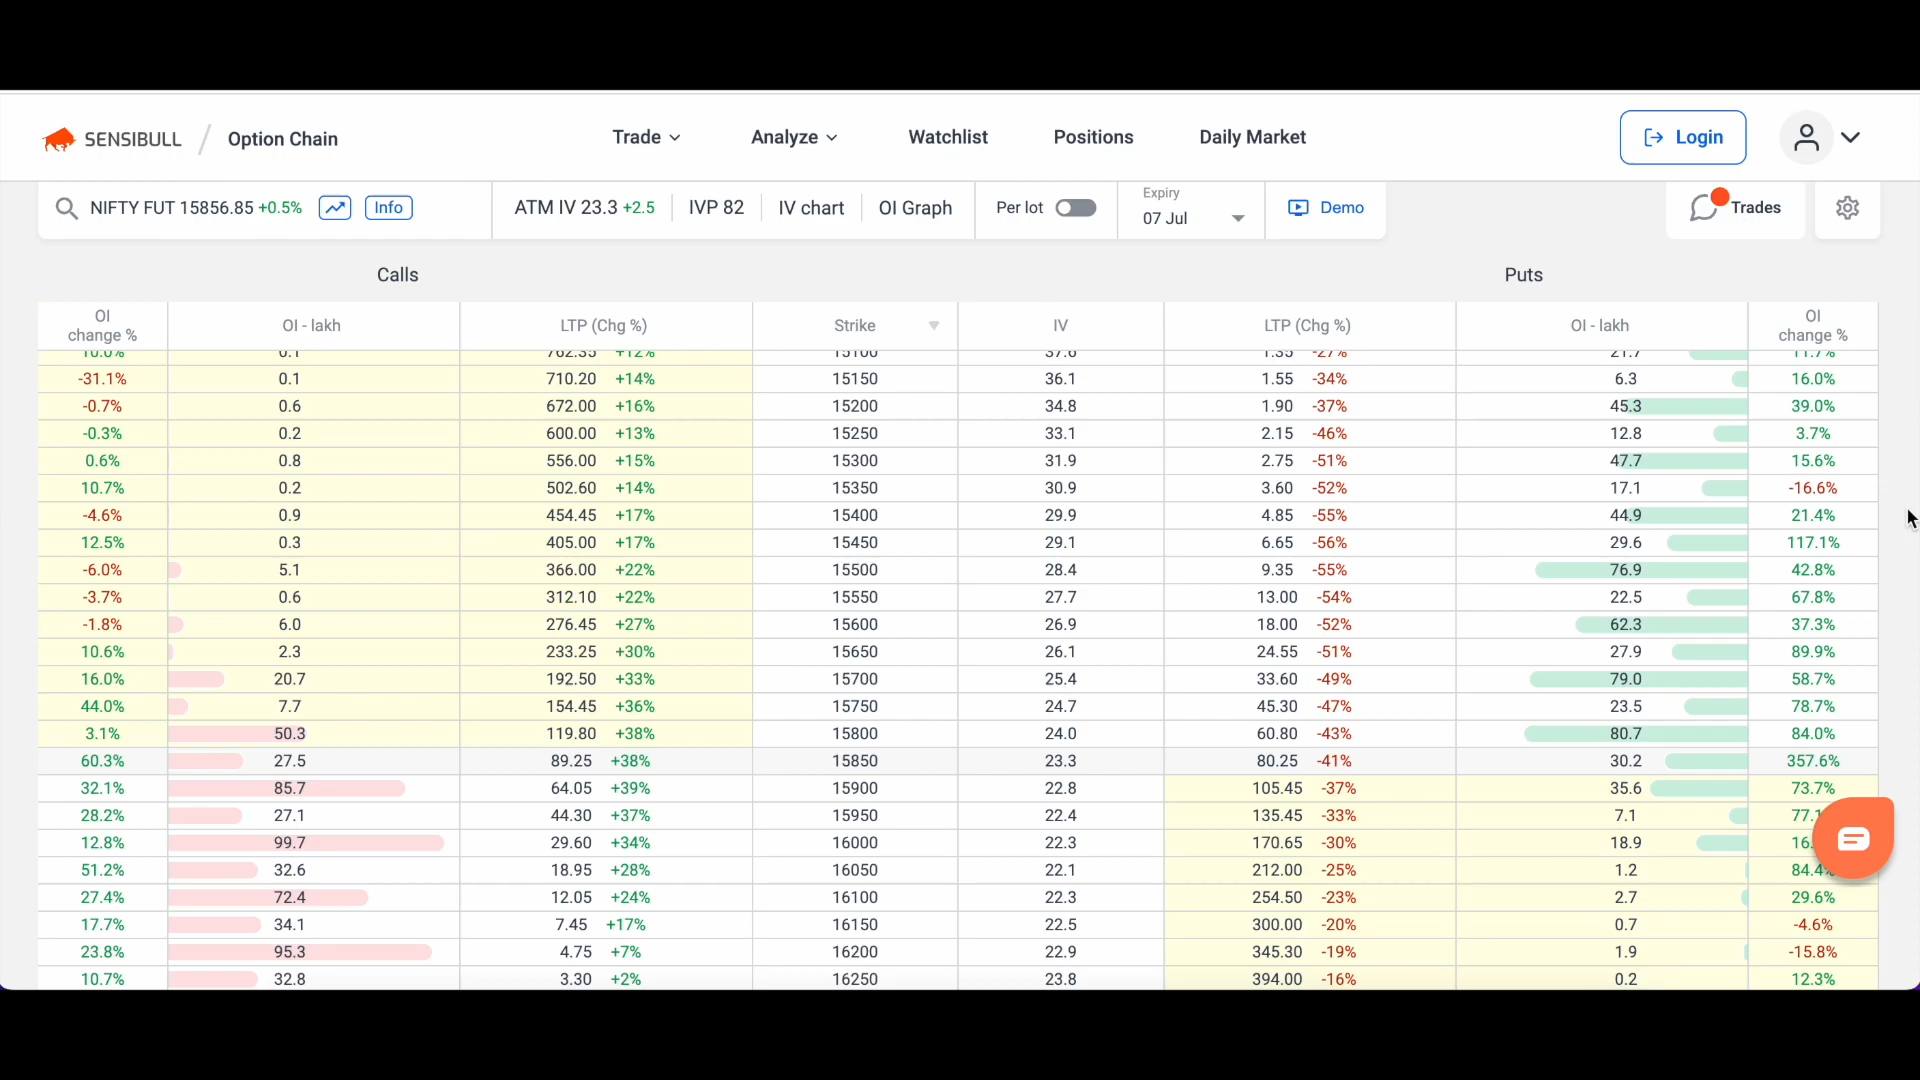 SENSIBULL / Option Chain Trade Analyze Watchlist Positions Daily Market Login
NIFTY FUT 15856.85 +0.5% Info ATM IV 23.3 +2.5 IVP 82 IV chart OI Graph Per lot Expiry 07 Jul Demo Trades
Calls Puts
OI change % OI - lakh LTP (Chg %) Strike IV LTP (Chg %) OI - lakh OI change %
10.0% 0.1 762.35 +12% 15100 37.6 1.35 -27% 21.7 11.7%
-31.1% 0.1 710.20 +14% 15150 36.1 1.55 -34% 6.3 16.0%
-0.7% 0.6 672.00 +16% 15200 34.8 1.90 -37% 45.3 39.0%
-0.3% 0.2 600.00 +13% 15250 33.1 2.15 -46% 12.8 3.7%
0.6% 0.8 556.00 +15% 15300 31.9 2.75 -51% 47.7 15.6%
10.7% 0.2 502.60 +14% 15350 30.9 3.60 -52% 17.1 -16.6%
-4.6% 0.9 454.45 +17% 15400 29.9 4.85 -55% 44.9 21.4%
12.5% 0.3 405.00 +17% 15450 29.1 6.65 -56% 29.6 117.1%
-6.0% 5.1 366.00 +22% 15500 28.4 9.35 -55% 76.9 42.8%
-3.7% 0.6 312.10 +22% 15550 27.7 13.00 -54% 22.5 67.8%
-1.8% 6.0 276.45 +27% 15600 26.9 18.00 -52% 62.3 37.3%
10.6% 2.3 233.25 +30% 15650 26.1 24.55 -51% 27.9 89.9%
16.0% 20.7 192.50 +33% 15700 25.4 33.60 -49% 79.0 58.7%
44.0% 7.7 154.45 +36% 15750 24.7 45.30 -47% 23.5 78.7%
3.1% 50.3 119.80 +38% 15800 24.0 60.80 -43% 80.7 84.0%
60.3% 27.5 89.25 +38% 15850 23.3 80.25 -41% 30.2 357.6%
32.1% 85.7 64.05 +39% 15900 22.8 105.45 -37% 35.6 73.7%
28.2% 27.1 44.30 +37% 15950 22.4 135.45 -33% 7.1
12.8% 99.7 29.60 +34% 16000 22.3 170.65 -30% 18.9
51.2% 32.6 18.95 +28% 16050 22.1 212.00 -25% 1.2 84.4%
27.4% 72.4 12.05 +24% 16100 22.3 254.50 -23% 2.7 29.6%
17.7% 34.1 7.45 +17% 16150 22.5 300.00 -20% 0.7 -4.6%
23.8% 95.3 4.75 +7% 16200 22.9 345.30 -19% 1.9 -15.8%
10.7% 32.8 3.30 +2% 16250 23.8 394.00 -16% 0.2 12.3%